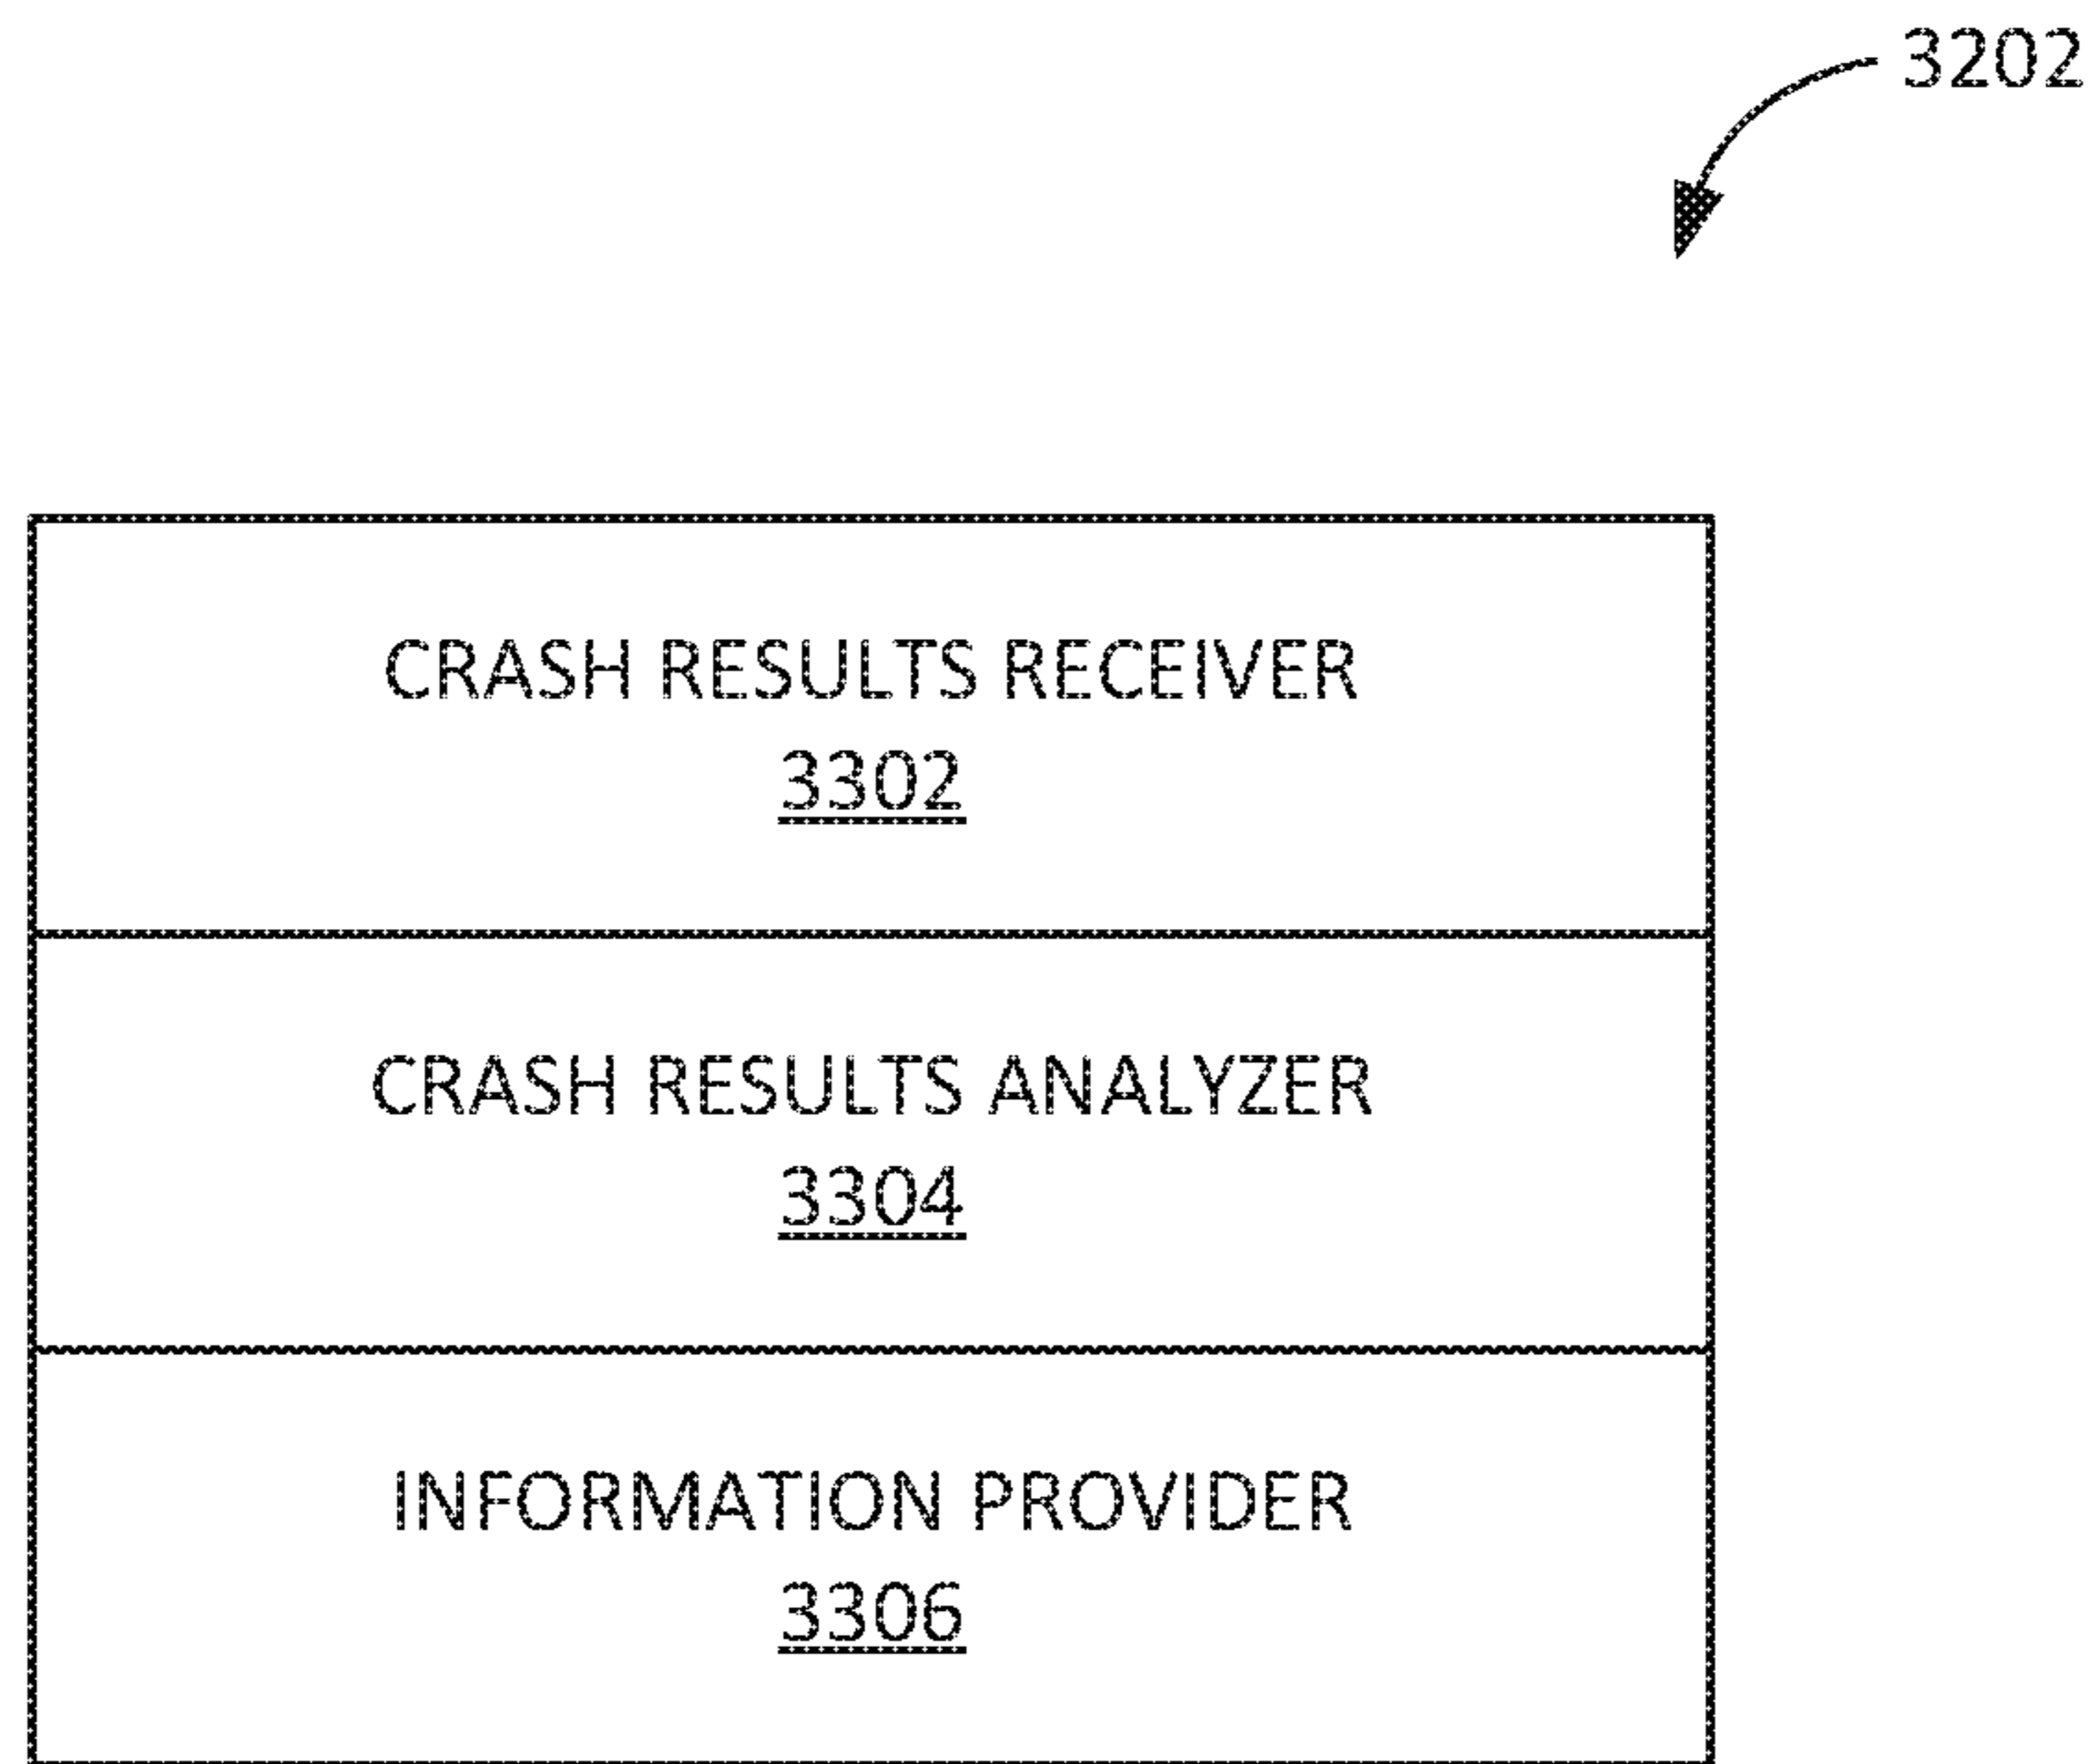 3202
CRASH RESULTS RECEIVER
3302
CRASH RESULTS ANALYZER
3304
INFORMATION PROVIDER
3306